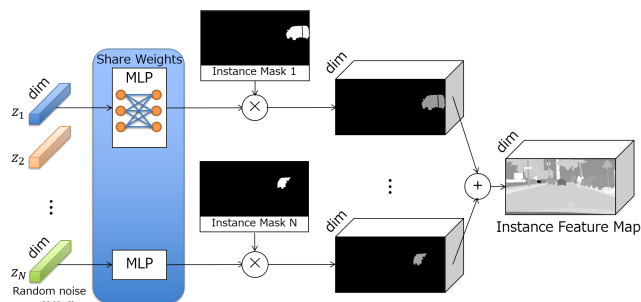 Share Weights
dim
MLP
z1
Instance Mask 1
×
dim
z2
dim
+
Instance Feature Map
dim
Instance Mask N
dim
zN
MLP
×
Random noise